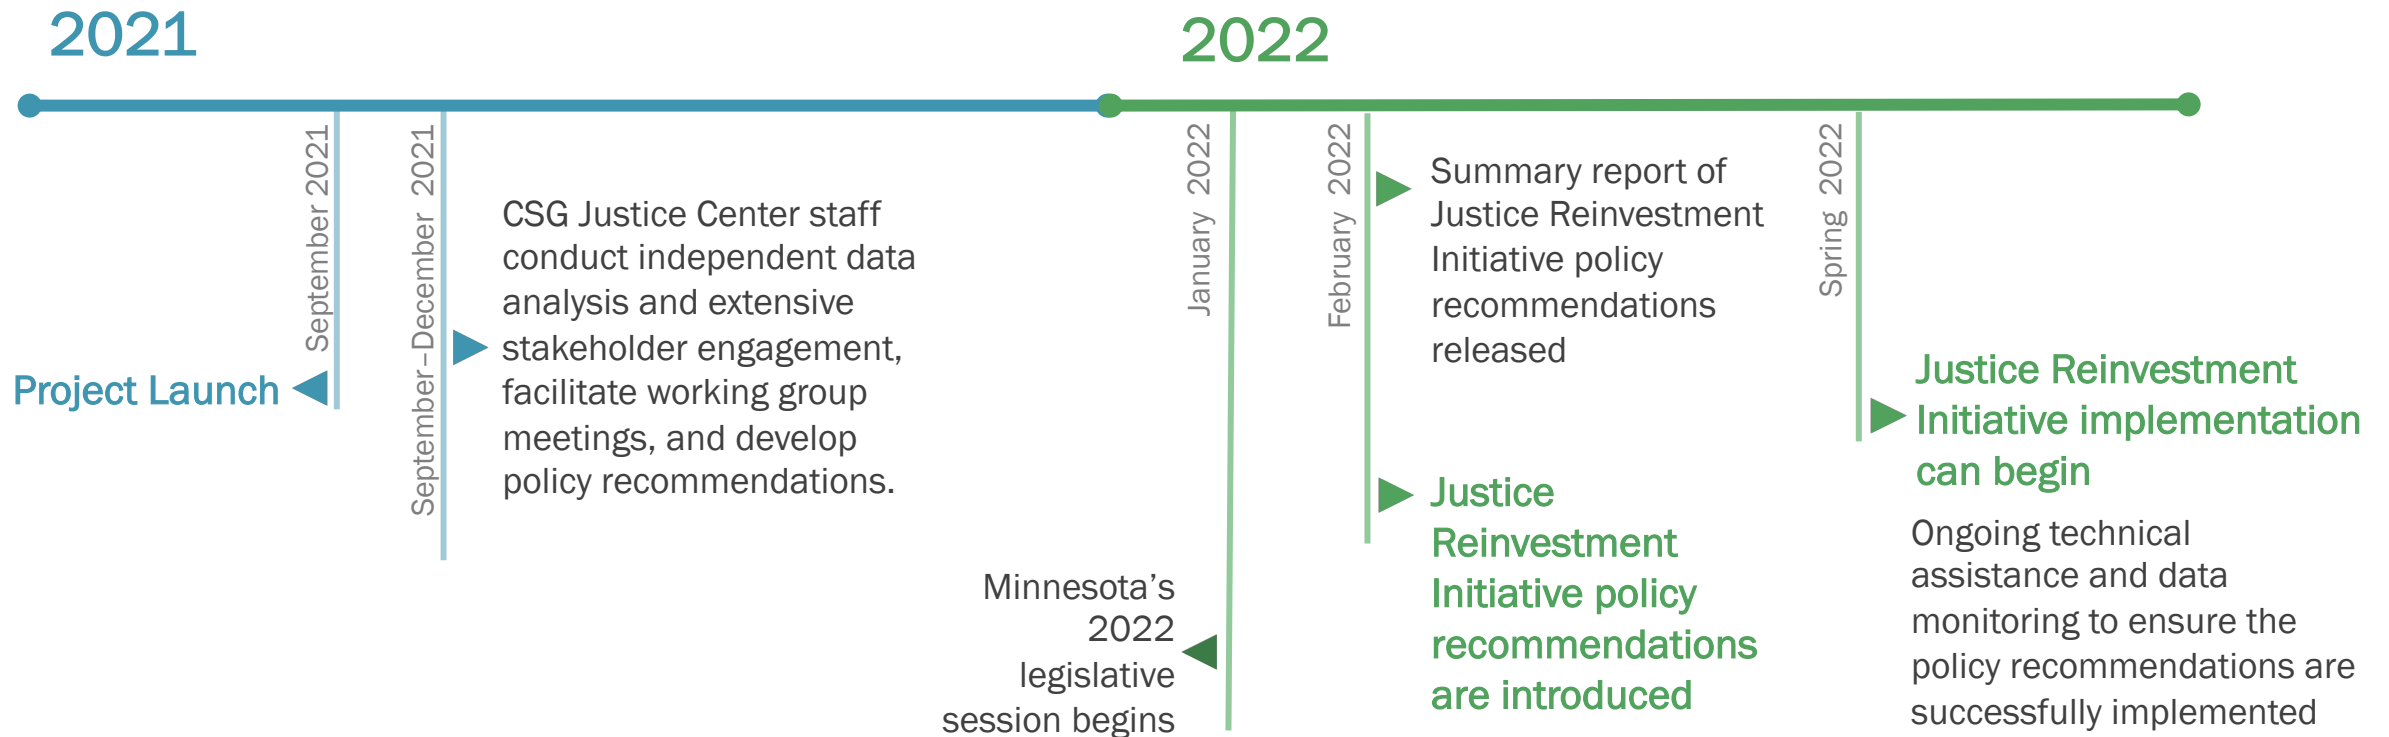 2021
2022
September 2021
Project Launch
September–December 2021
CSG Justice Center staff
conduct independent data
analysis and extensive
stakeholder engagement,
facilitate working group
meetings, and develop
policy recommendations.
January 2022
Minnesota’s
2022
legislative
session begins
February 2022
Summary report of
Justice Reinvestment
Initiative policy
recommendations
released
Justice
Reinvestment
Initiative policy
recommendations
are introduced
Spring 2022
Justice Reinvestment
Initiative implementation
can begin
Ongoing technical
assistance and data
monitoring to ensure the
policy recommendations are
successfully implemented